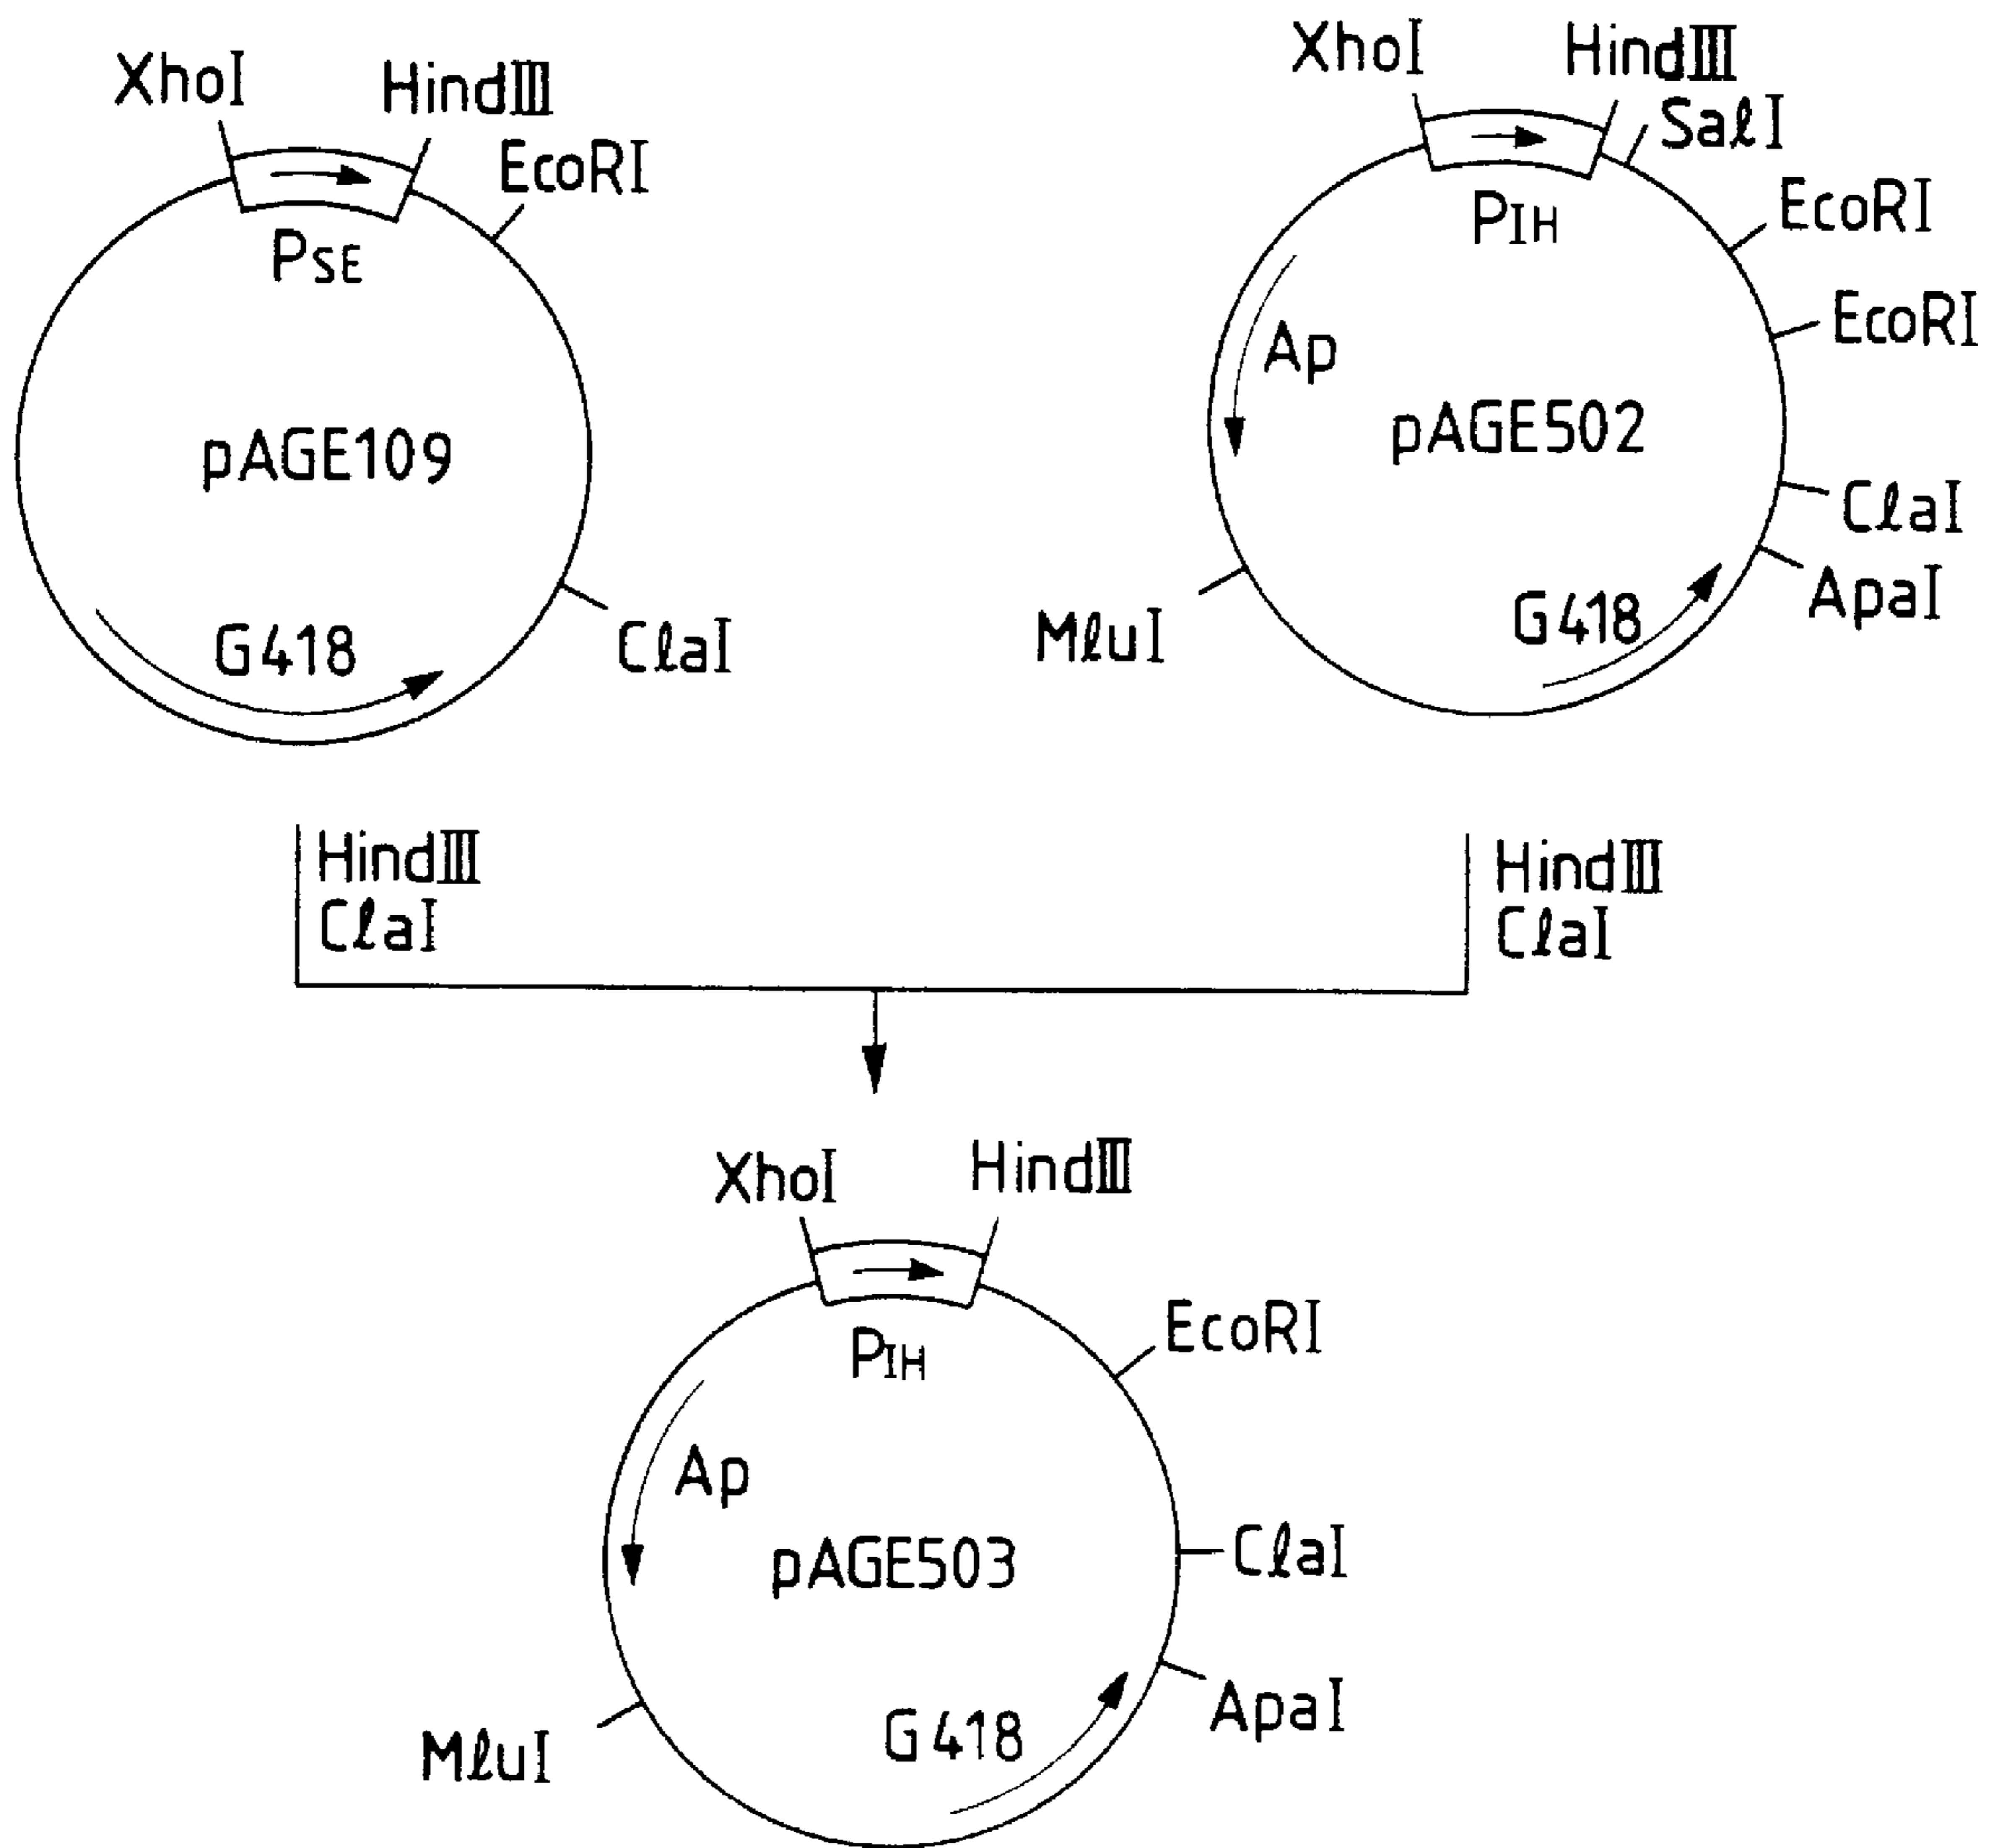 XhoI
HindIII
EcoRI
PSE
pAGE109
G418
ClaI
XhoI
HindIII
SalI
EcoRI
PIH
EcoRI
Ap
pAGE502
ClaI
ApaI
G418
MluI
HindIII
ClaI
HindIII
ClaI
XhoI
HindIII
EcoRI
PIH
Ap
pAGE503
ClaI
ApaI
G418
MluI